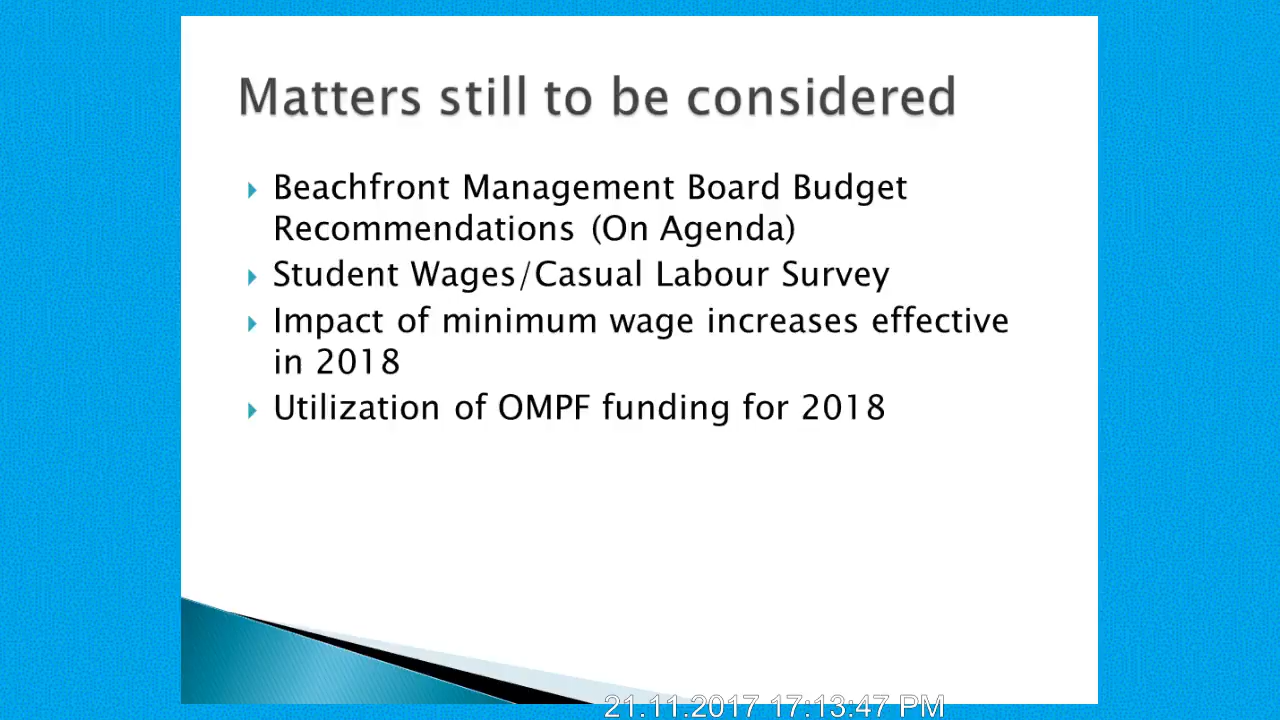 Matters still to be considered
Beachfront Management Board Budget
Recommendations (On Agenda)
Student Wages/Casual Labour Survey
Impact of minimum wage increases effective
in 2018
Utilization of OMPF funding for 2018
21.11.2017 17:13:47 PM